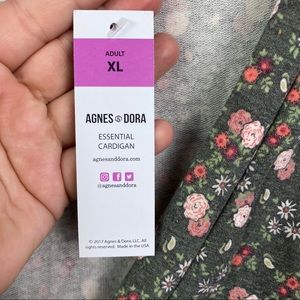 ADULT
XL
AGNES & DORA
ESSENTIAL
CARDIGAN
agnesanddora.com
@agnesanddora
© 2017 Agnes & Dora, LLC. All
rights reserved. Made in the USA